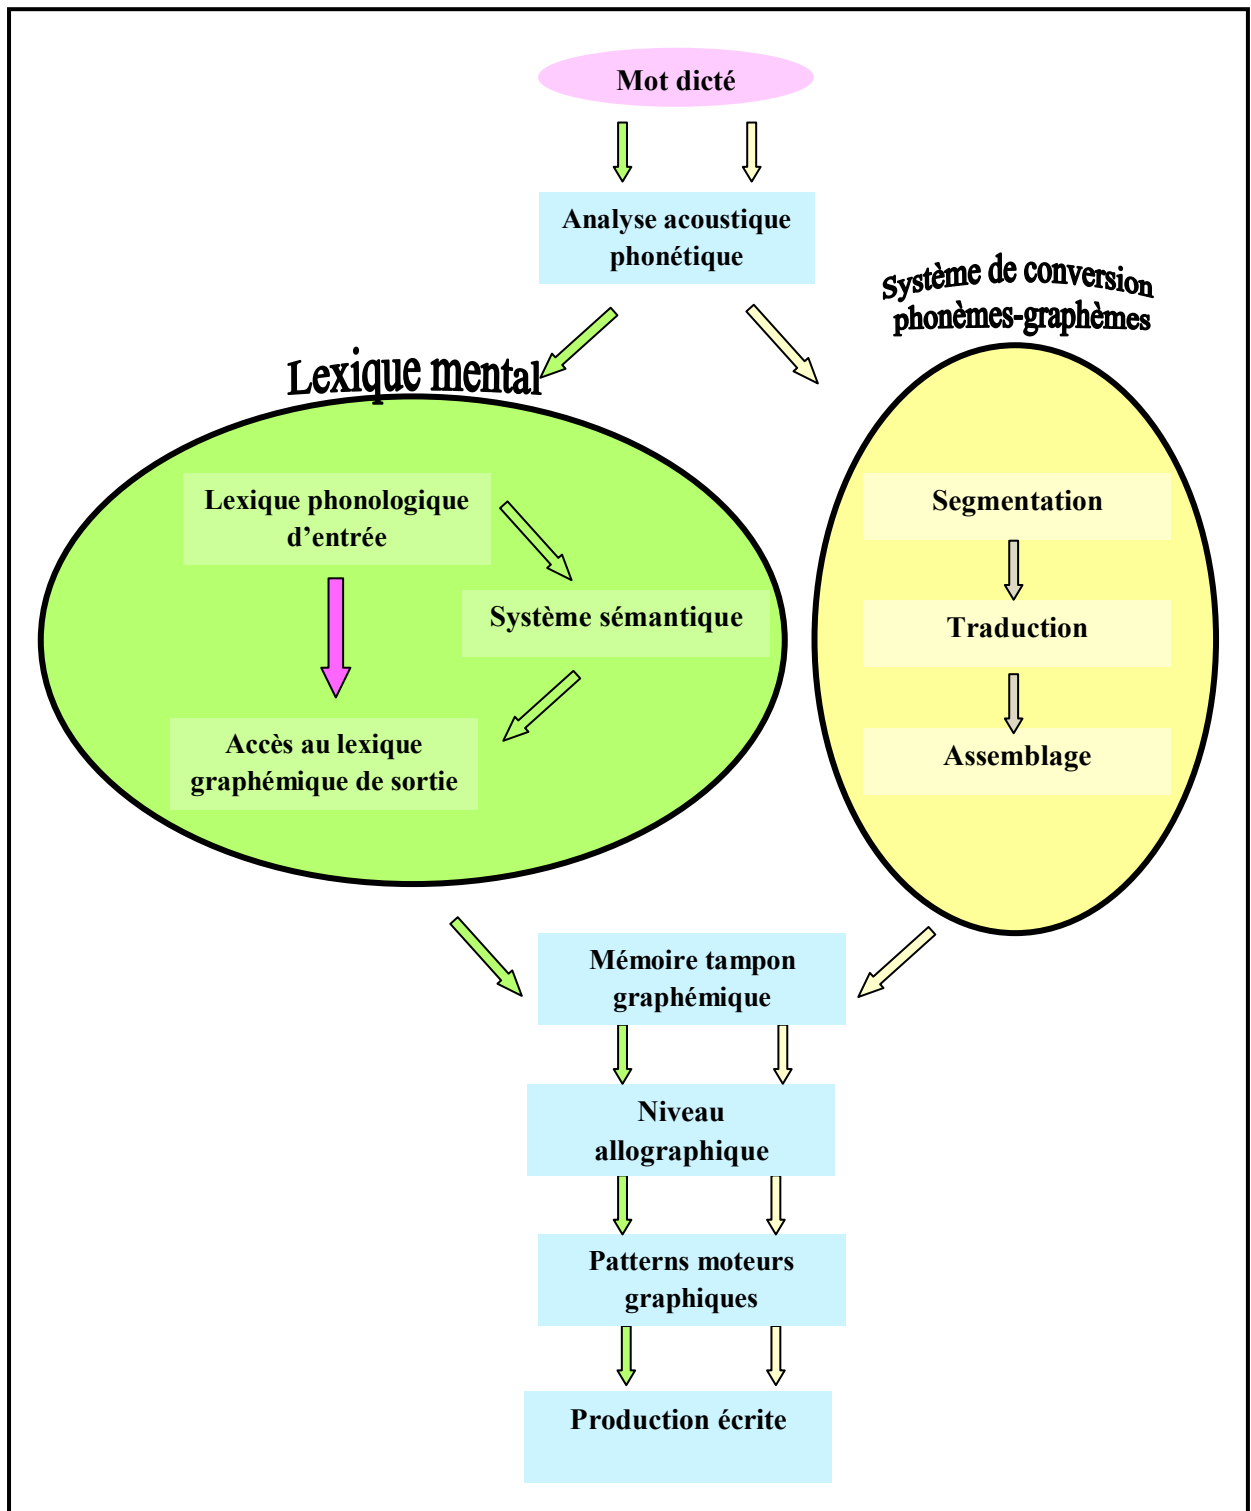 Mot dicté
Analyse acoustique
phonétique
Système de conversion
phonèmes-graphèmes
Lexique mental
Lexique phonologique
d’entrée
Système sémantique
Accès au lexique
graphémique de sortie
Segmentation
Traduction
Assemblage
Mémoire tampon
graphémique
Niveau
allographique
Patterns moteurs
graphiques
Production écrite